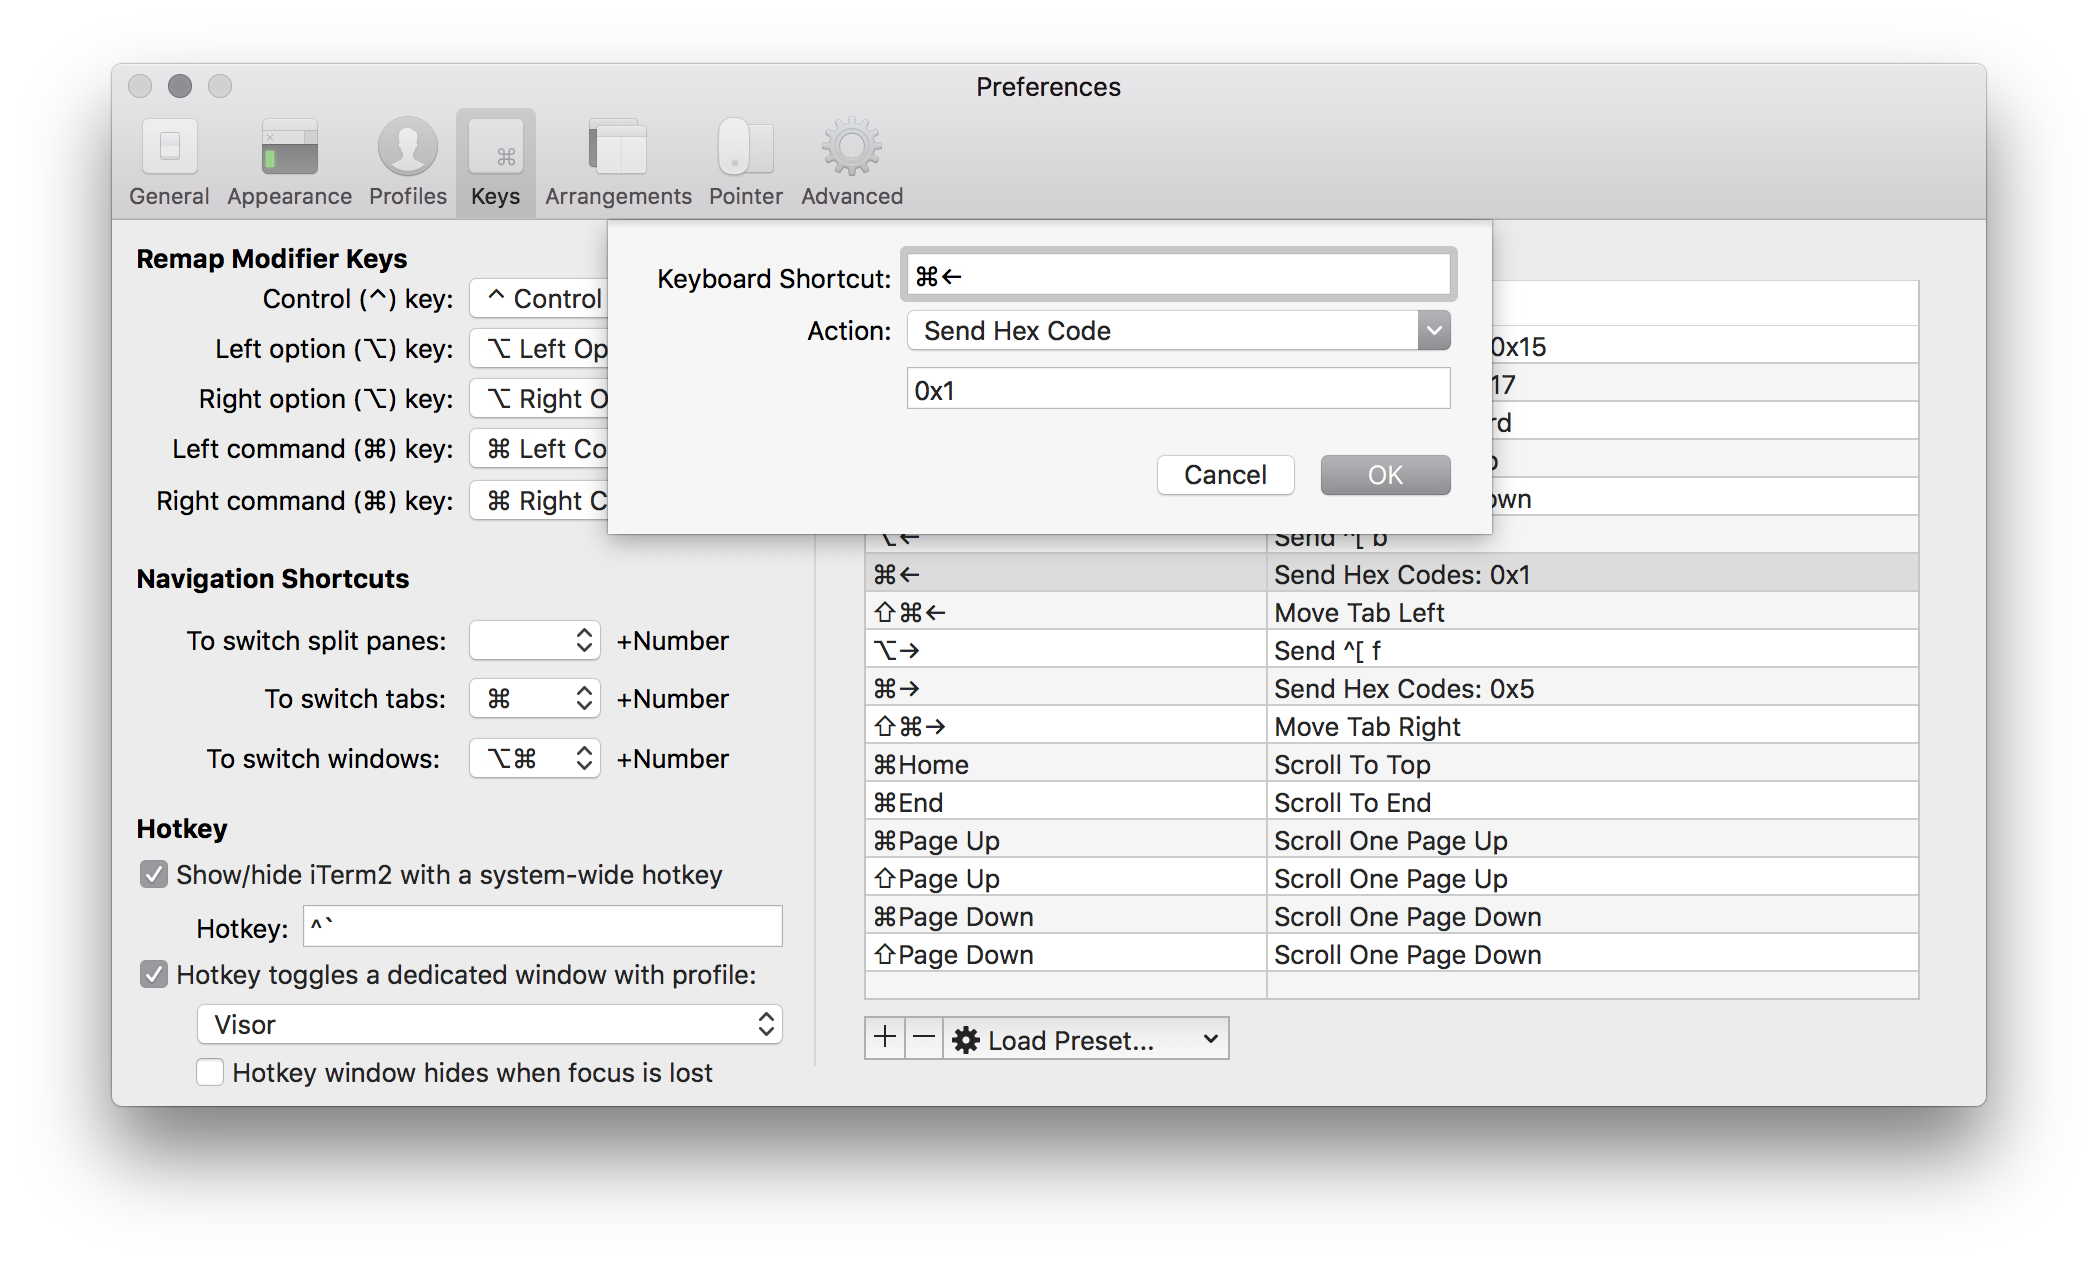 Preferences
General Appearance Profiles Keys Arrangements Pointer Advanced
Remap Modifier Keys
Control (^) key: ^ Control
Left option (⌥) key: ⌥ Left Op
Right option (⌥) key: ⌥ Right O
Left command (⌘) key: ⌘ Left Co
Right command (⌘) key: ⌘ Right C
Navigation Shortcuts
To switch split panes: +Number
To switch tabs: ⌘ +Number
To switch windows: ⌥⌘ +Number
Hotkey
Show/hide iTerm2 with a system-wide hotkey
Hotkey: ^`
Hotkey toggles a dedicated window with profile:
Visor
Hotkey window hides when focus is lost
Keyboard Shortcut: ⌘←
Action: Send Hex Code
0x1
Cancel OK
0x15
17
rd
own
⌥← Send ^[ b
⌘← Send Hex Codes: 0x1
⇧⌘← Move Tab Left
⌥→ Send ^[ f
⌘→ Send Hex Codes: 0x5
⇧⌘→ Move Tab Right
⌘Home Scroll To Top
⌘End Scroll To End
⌘Page Up Scroll One Page Up
⇧Page Up Scroll One Page Up
⌘Page Down Scroll One Page Down
⇧Page Down Scroll One Page Down
+ − Load Preset...